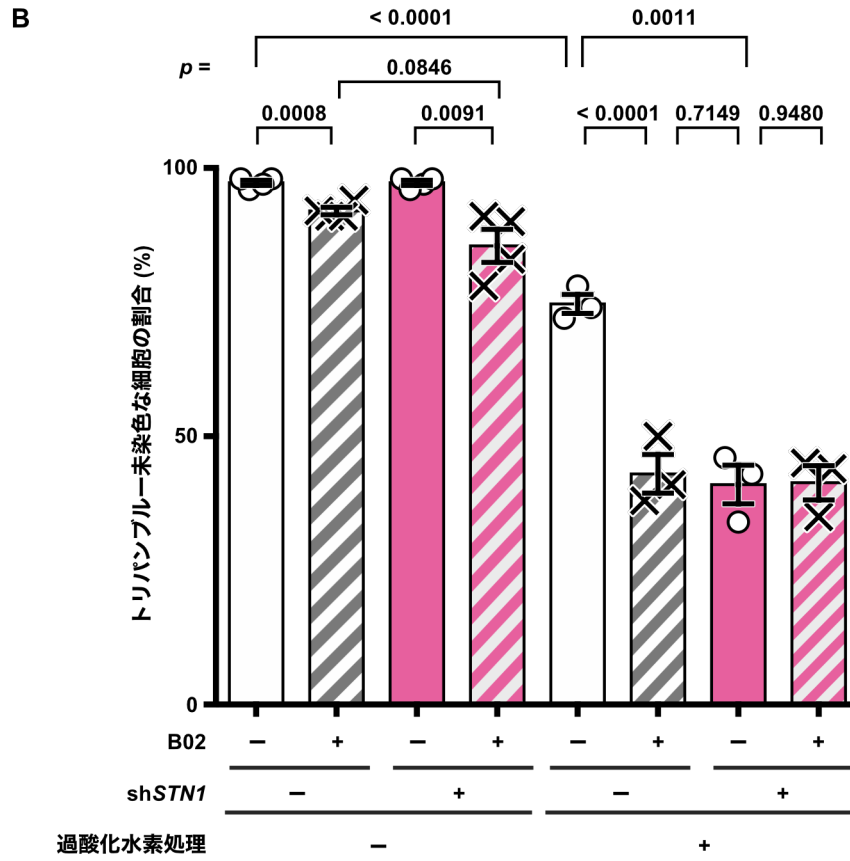 B
< 0.0001 0.0011
p = 0.0846
0.0008 0.0091 < 0.0001 0.7149 0.9480
100
50
0
トリパンブルー未染色な細胞の割合 (%)
B02 − + − + − + − +
shSTN1 − + − +
過酸化水素処理 − +